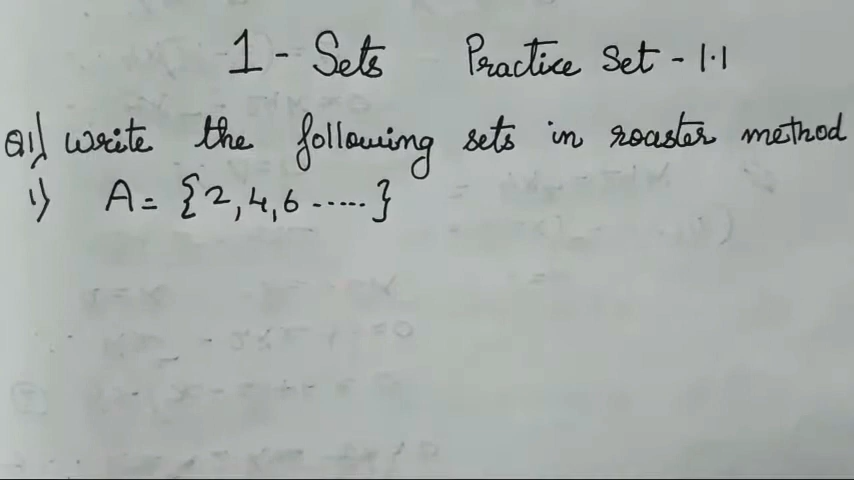 1 - Sets Practice Set - 1.1
Q1) Write the following sets in roaster method
1) A = {2, 4, 6 .....}